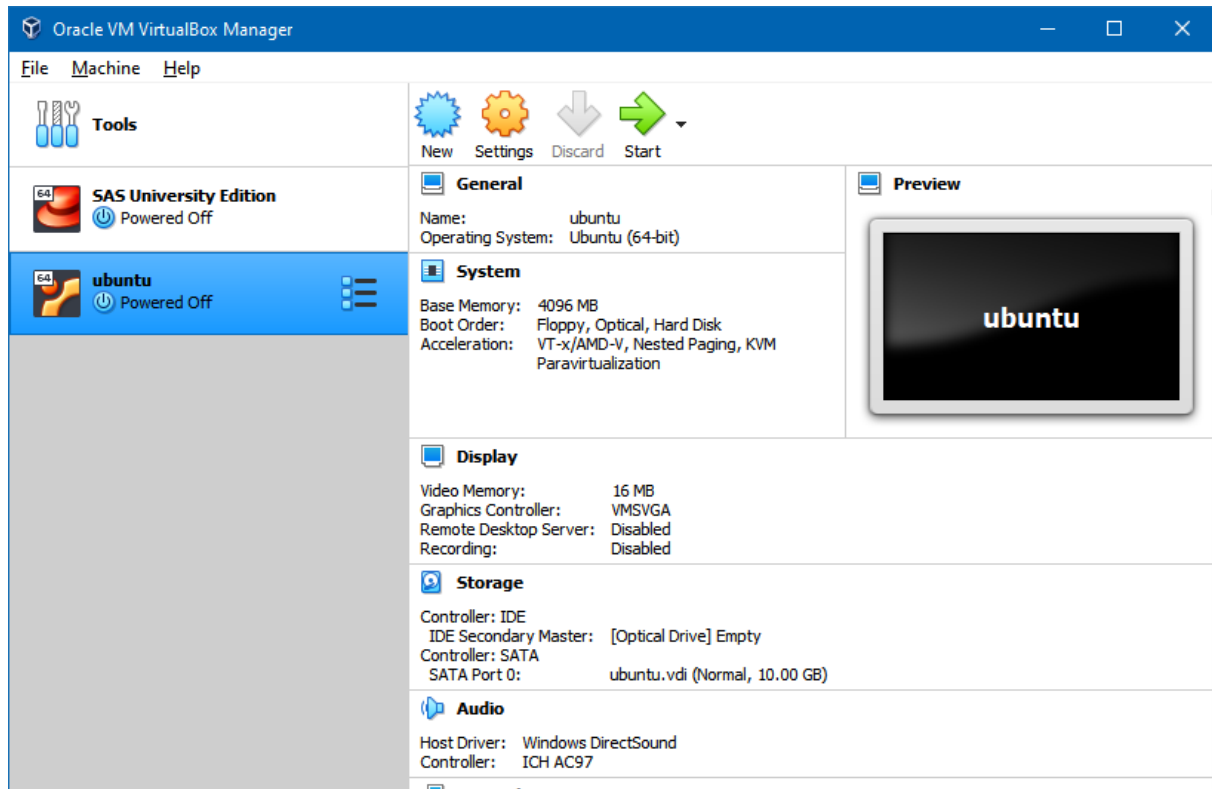 Oracle VM VirtualBox Manager
File Machine Help
Tools
New Settings Discard Start
64
SAS University Edition
Powered Off
64
ubuntu
Powered Off
General
Name: ubuntu
Operating System: Ubuntu (64-bit)
System
Base Memory: 4096 MB
Boot Order: Floppy, Optical, Hard Disk
Acceleration: VT-x/AMD-V, Nested Paging, KVM
Paravirtualization
Preview
ubuntu
Display
Video Memory: 16 MB
Graphics Controller: VMSVGA
Remote Desktop Server: Disabled
Recording: Disabled
Storage
Controller: IDE
IDE Secondary Master: [Optical Drive] Empty
Controller: SATA
SATA Port 0: ubuntu.vdi (Normal, 10.00 GB)
Audio
Host Driver: Windows DirectSound
Controller: ICH AC97